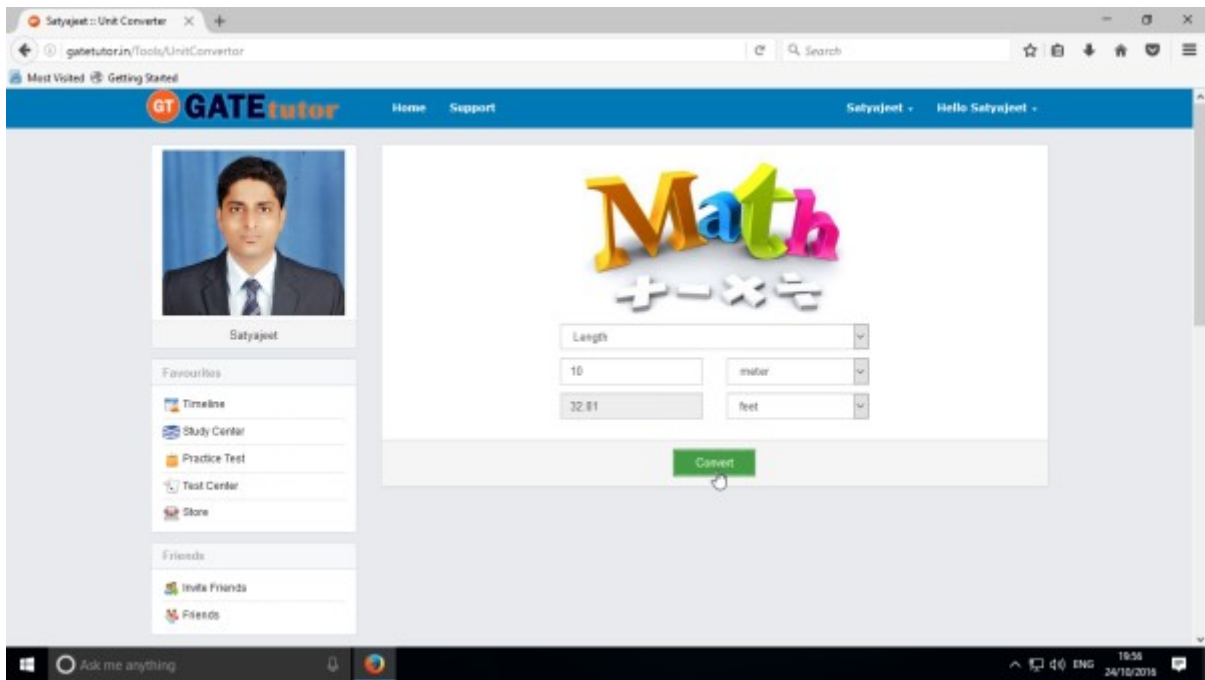 Satyajeet :: Unit Converter
gatetutor.in/Tools/UnitConvertor
Search
Most Visited Getting Started
GT GATEtutor Home Support Satyajeet Hello Satyajeet
Math
Satyajeet
Length
10 meter
32.81 feet
Convert
Favourites
Timeline
Study Center
Practice Test
Test Center
Store
Friends
Invite Friends
Friends
Ask me anything
ENG
19:56
24/10/2016